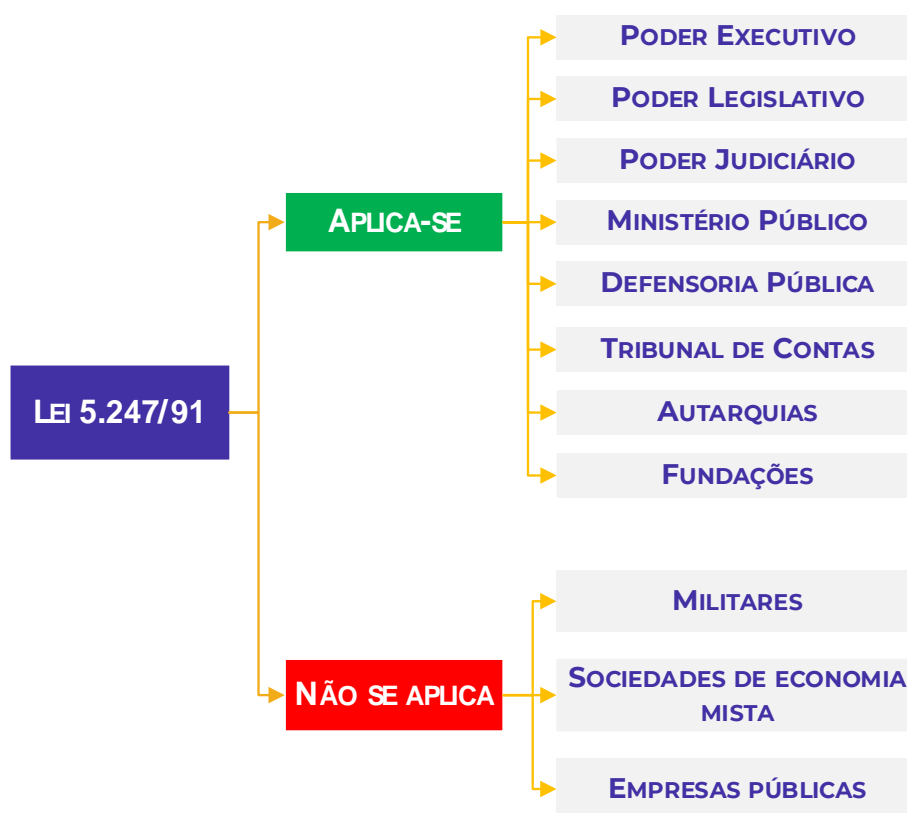 Lei 5.247/91
Aplica-se
Poder Executivo
Poder Legislativo
Poder Judiciário
Ministério Público
Defensoria Pública
Tribunal de Contas
Autarquias
Fundações
Não se aplica
Militares
Sociedades de economia
mista
Empresas públicas